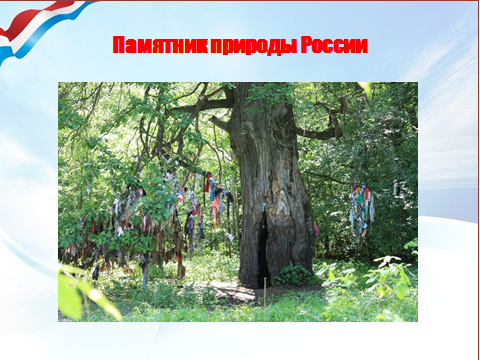 Памятник природы России